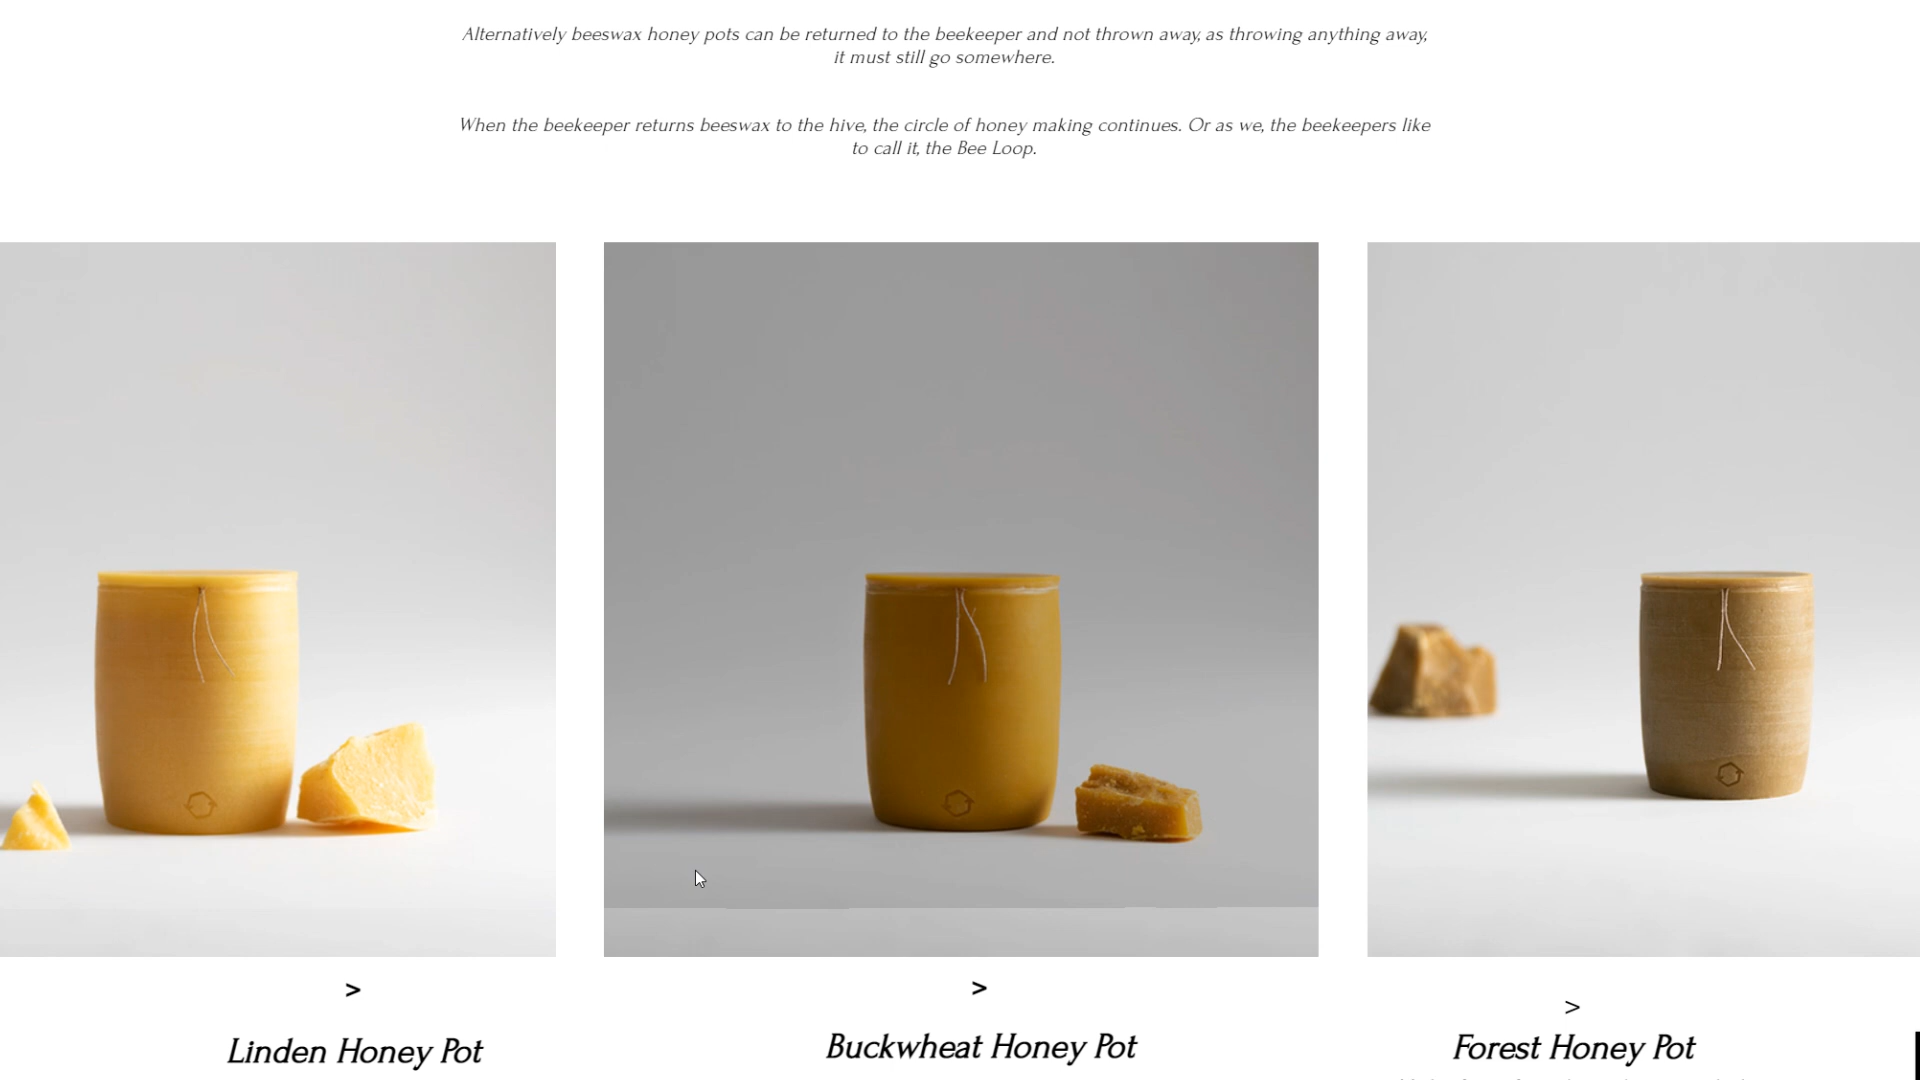 Alternatively beeswax honey pots can be returned to the beekeeper and not thrown away, as throwing anything away,
it must still go somewhere.
When the beekeeper returns beeswax to the hive, the circle of honey making continues. Or as we, the beekeepers like
to call it, the Bee Loop.
>
>
>
Linden Honey Pot
Buckwheat Honey Pot
Forest Honey Pot